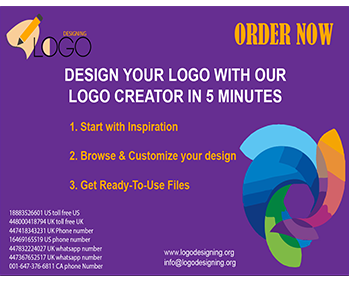 DESIGNING
LOGO
ORDER NOW
DESIGN YOUR LOGO WITH OUR
LOGO CREATOR IN 5 MINUTES
1. Start with Inspiration
2. Browse & Customize your design
3. Get Ready-To-Use Files
18883526601 US toll free US
448000418794 UK toll free UK
447418343231 UK Phone number
16469165519 US phone number
447832224027 UK whatsapp number
447367652517 UK whatsapp number
001-647-376-6811 CA phone Number
www.logodesigning.org
info@logodesigning.org